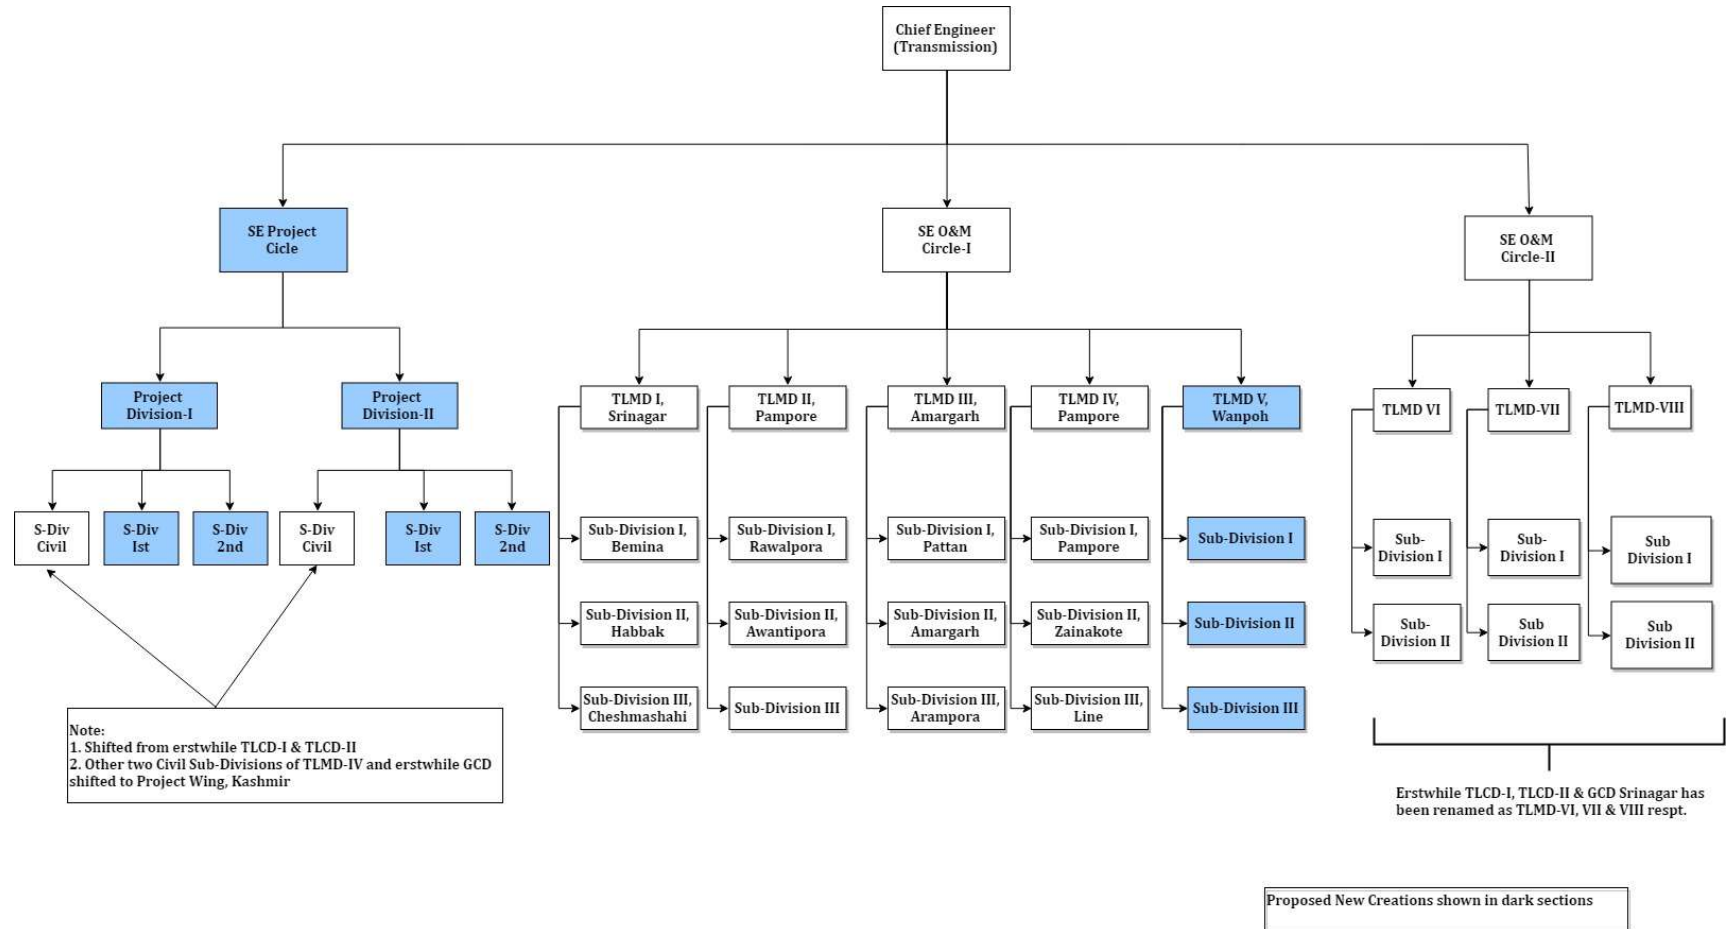 Chief Engineer
(Transmission)
SE Project
Cicle
SE O&M
Circle-I
SE O&M
Circle-II
Project
Division-I
Project
Division-II
TLMD I,
Srinagar
TLMD II,
Pampore
TLMD III,
Amargarh
TLMD IV,
Pampore
TLMD V,
Wanpoh
TLMD VI
TLMD-VII
TLMD-VIII
S-Div
Civil
S-Div
Ist
S-Div
2nd
S-Div
Civil
S-Div
Ist
S-Div
2nd
Sub-Division I,
Bemina
Sub-Division I,
Rawalpora
Sub-Division I,
Pattan
Sub-Division I,
Pampore
Sub-Division I
Sub-
Division I
Sub-
Division I
Sub
Division I
Sub-Division II,
Habbak
Sub-Division II,
Awantipora
Sub-Division II,
Amargarh
Sub-Division II,
Zainakote
Sub-Division II
Sub-
Division II
Sub
Division II
Sub
Division II
Sub-Division III,
Cheshmashahi
Sub-Division III
Sub-Division III,
Arampora
Sub-Division III,
Line
Sub-Division III
Note:
1. Shifted from erstwhile TLCD-I & TLCD-II
2. Other two Civil Sub-Divisions of TLMD-IV and erstwhile GCD
shifted to Project Wing, Kashmir
Erstwhile TLCD-I, TLCD-II & GCD Srinagar has
been renamed as TLMD-VI, VII & VIII respt.
Proposed New Creations shown in dark sections